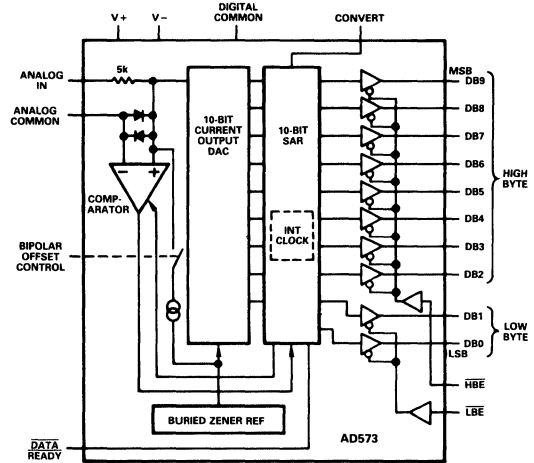 V+
V−
DIGITAL
COMMON
CONVERT
ANALOG
IN
5k
ANALOG
COMMON
10-BIT
CURRENT
OUTPUT
DAC
10-BIT
SAR
INT
CLOCK
−
+
COMP-
ARATOR
BIPOLAR
OFFSET
CONTROL
MSB
DB9
DB8
DB7
DB6
DB5
DB4
DB3
DB2
HIGH
BYTE
DB1
DB0
LSB
LOW
BYTE
HBE
LBE
BURIED ZENER REF
AD573
DATA
READY